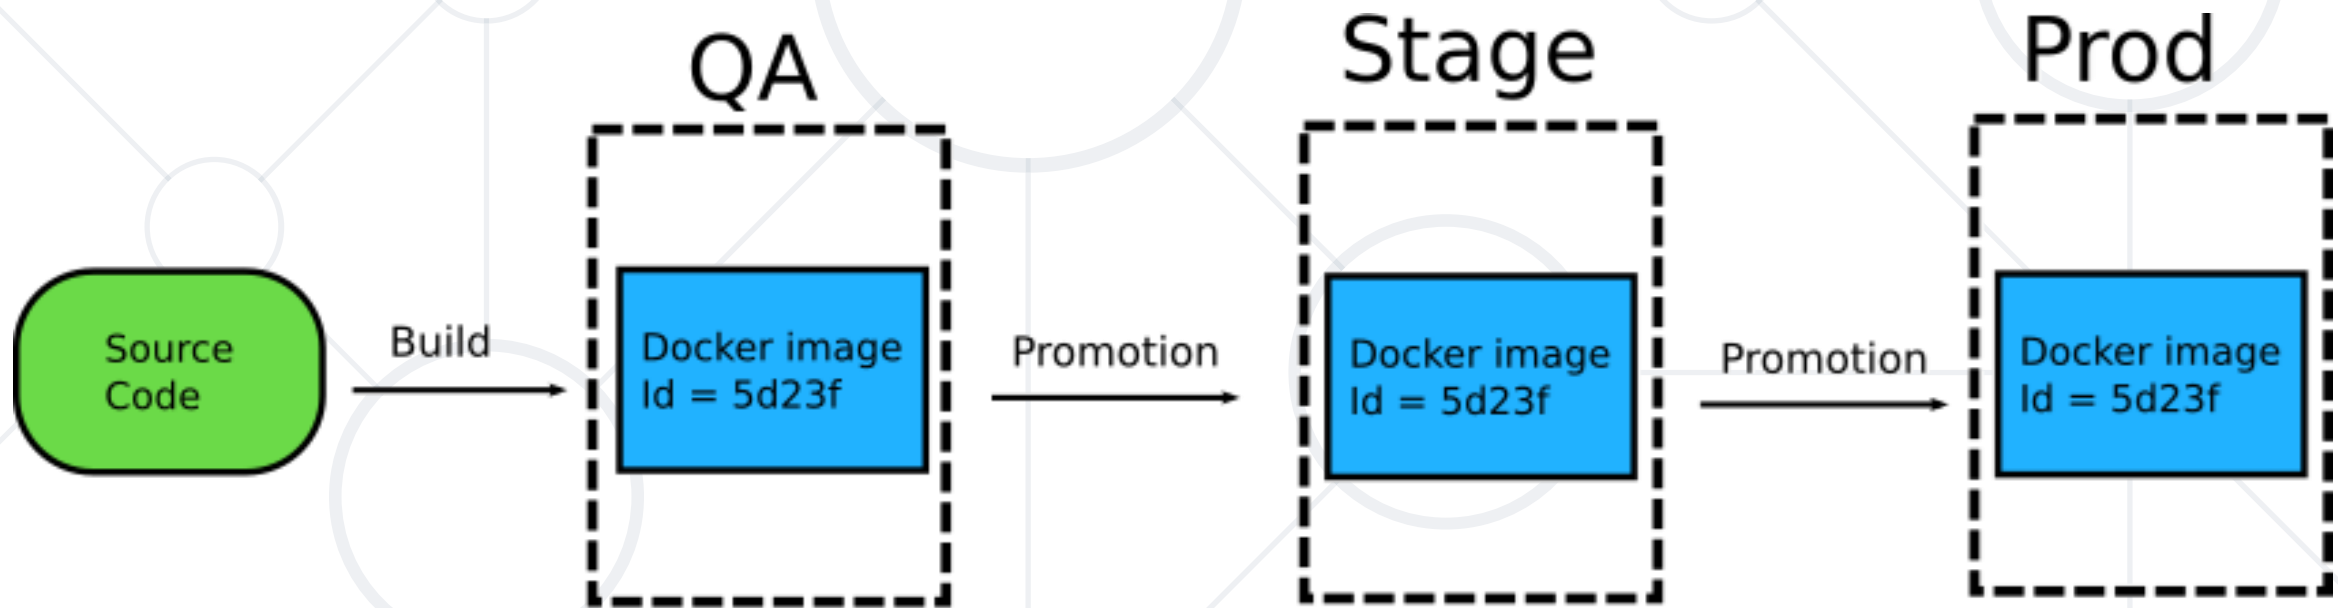 QA
Stage
Prod
Source
Code
Build
Docker image
Id = 5d23f
Promotion
Docker image
Id = 5d23f
Promotion
Docker image
Id = 5d23f